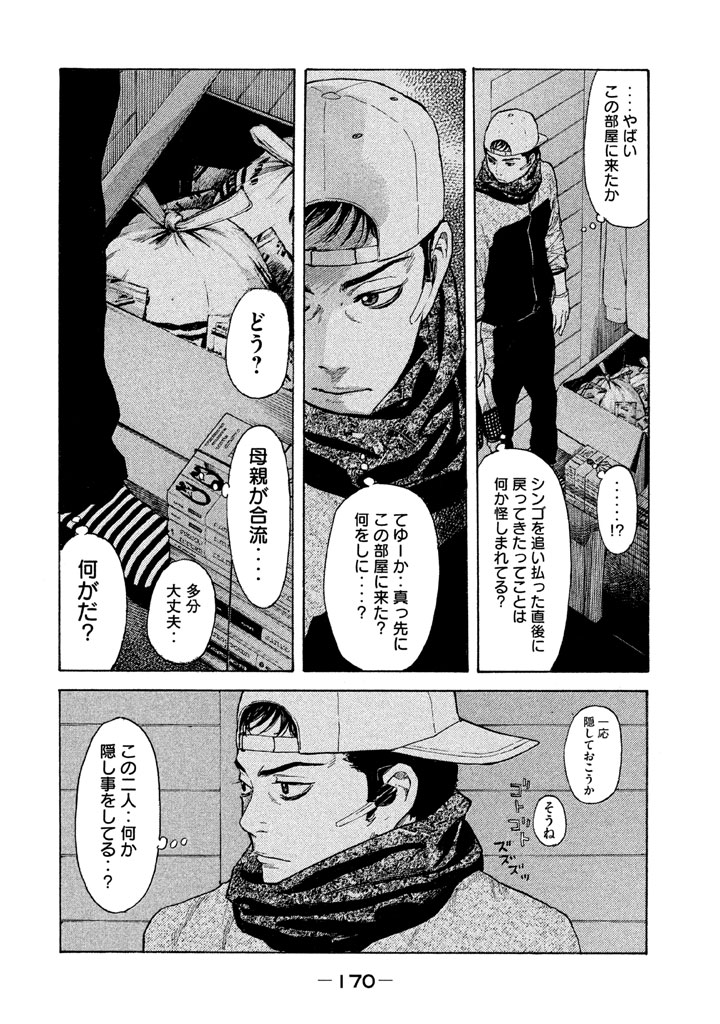 ‥‥やばい
この部屋に来たか
‥‥‥!?
シンゴを追い払った直後に
戻ってきたってことは
何か怪しまれてる?
てゆーか‥真っ先に
この部屋に来た?
何をしに‥‥?
どう?
母親が合流‥‥
多分
大丈夫‥
何がだ?
一応
隠しておこうか
そうね
ゴトゴト
ズズズッ
この二人‥何か
隠し事をしてる‥?
—170—